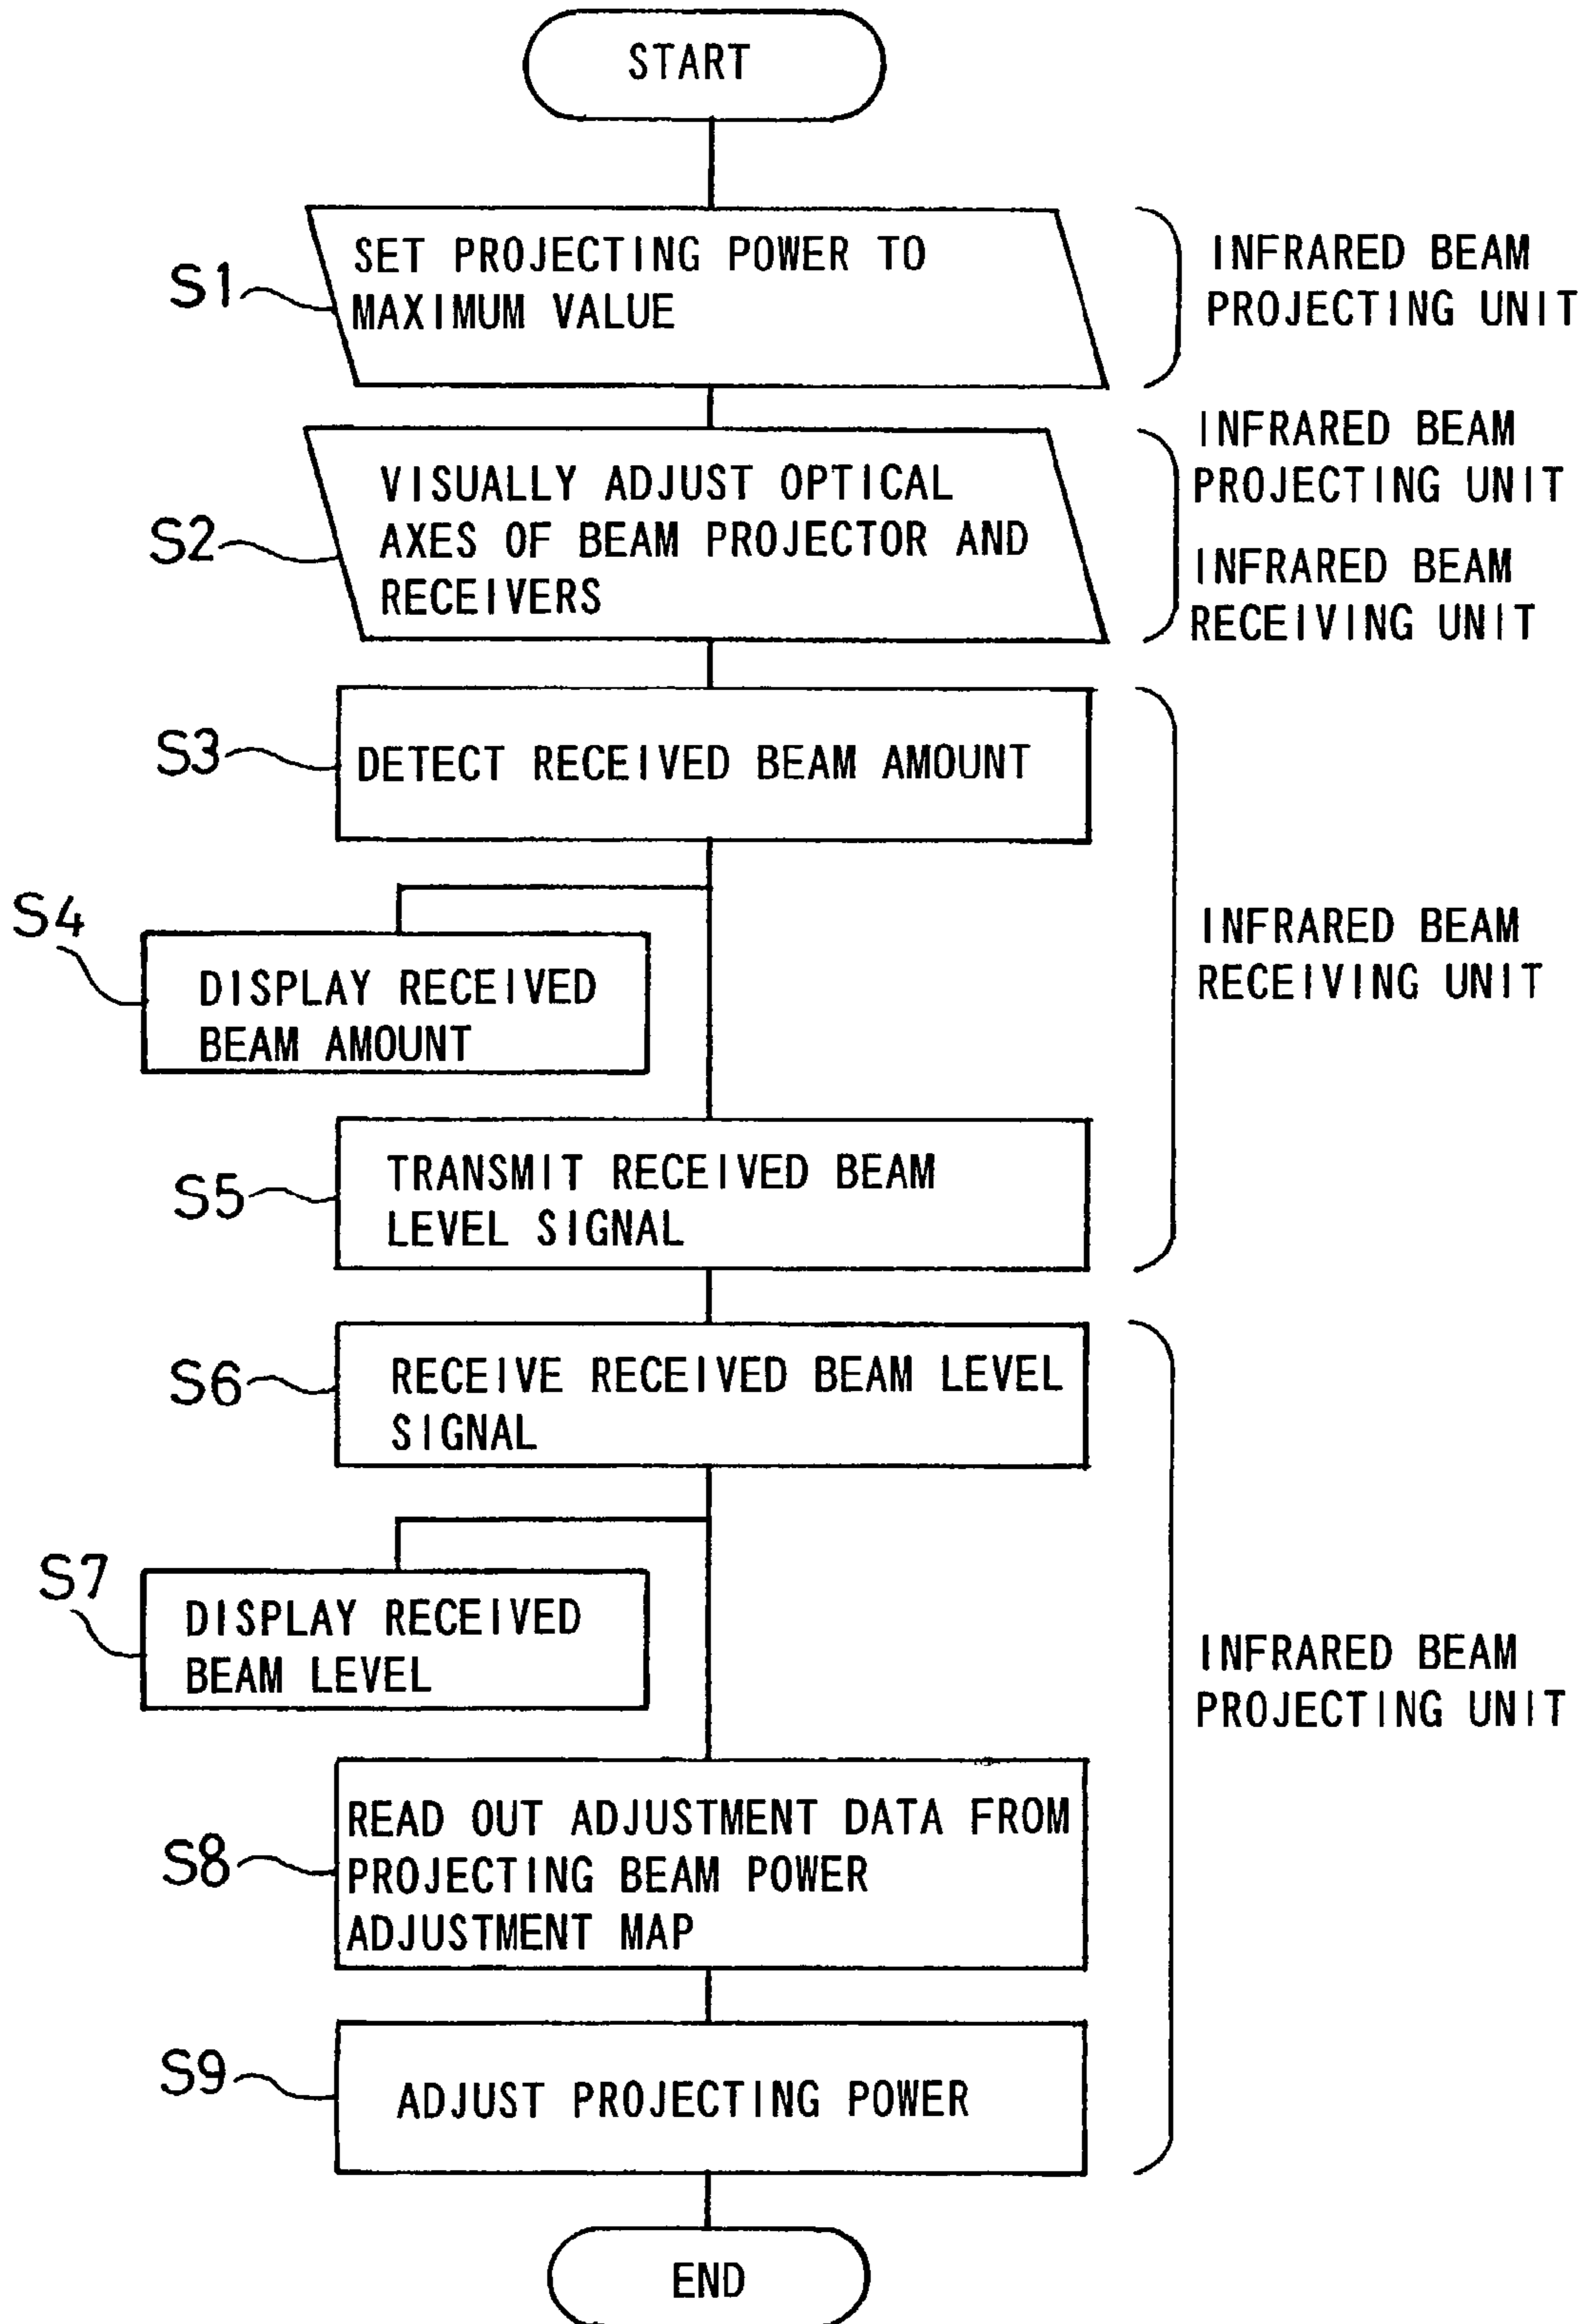 START
S1
SET PROJECTING POWER TO
MAXIMUM VALUE
INFRARED BEAM
PROJECTING UNIT
S2
VISUALLY ADJUST OPTICAL
AXES OF BEAM PROJECTOR AND
RECEIVERS
INFRARED BEAM
PROJECTING UNIT
INFRARED BEAM
RECEIVING UNIT
S3
DETECT RECEIVED BEAM AMOUNT
S4
DISPLAY RECEIVED
BEAM AMOUNT
INFRARED BEAM
RECEIVING UNIT
S5
TRANSMIT RECEIVED BEAM
LEVEL SIGNAL
S6
RECEIVE RECEIVED BEAM LEVEL
SIGNAL
S7
DISPLAY RECEIVED
BEAM LEVEL
INFRARED BEAM
PROJECTING UNIT
S8
READ OUT ADJUSTMENT DATA FROM
PROJECTING BEAM POWER
ADJUSTMENT MAP
S9
ADJUST PROJECTING POWER
END